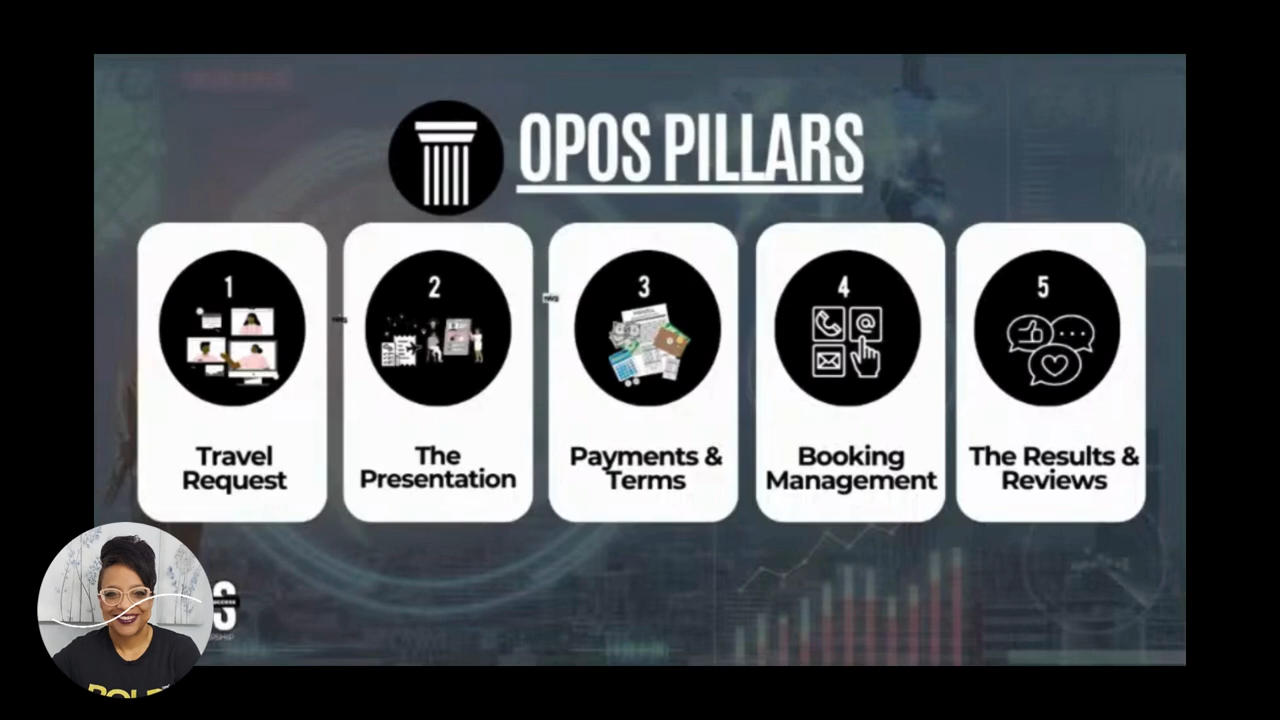 OPOS PILLARS
1
Travel
Request
2
The
Presentation
3
Payments &
Terms
4
Booking
Management
5
The Results &
Reviews
S